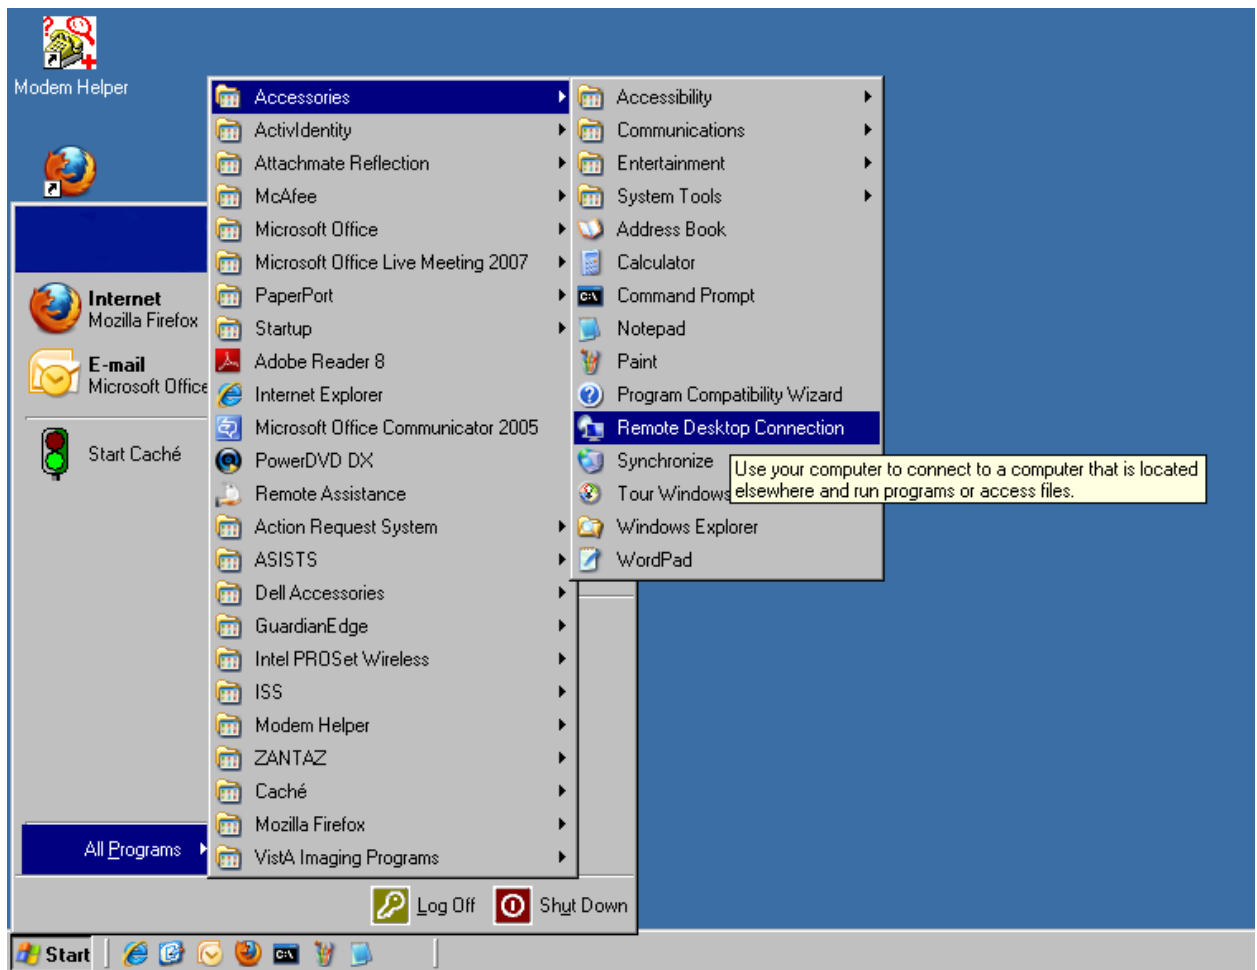 Modem Helper
Internet
Mozilla Firefox
E-mail
Microsoft Office
Start Caché
All Programs
Accessories
ActivIdentity
Attachmate Reflection
McAfee
Microsoft Office
Microsoft Office Live Meeting 2007
PaperPort
Startup
Adobe Reader 8
Internet Explorer
Microsoft Office Communicator 2005
PowerDVD DX
Remote Assistance
Action Request System
ASISTS
Dell Accessories
GuardianEdge
Intel PROSet Wireless
ISS
Modem Helper
ZANTAZ
Caché
Mozilla Firefox
VistA Imaging Programs
Accessibility
Communications
Entertainment
System Tools
Address Book
Calculator
Command Prompt
Notepad
Paint
Program Compatibility Wizard
Remote Desktop Connection
Synchronize
Tour Windows
Windows Explorer
WordPad
Use your computer to connect to a computer that is located
elsewhere and run programs or access files.
Log Off
Shut Down
Start